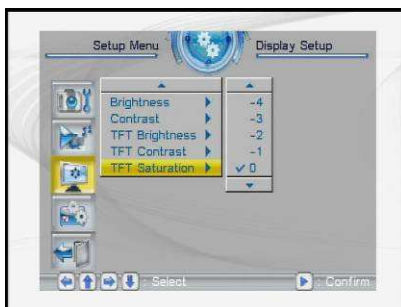 Setup Menu
Display Setup
Brightness
Contrast
TFT Brightness
TFT Contrast
TFT Saturation
-4
-3
-2
-1
0
: Select
: Confirm